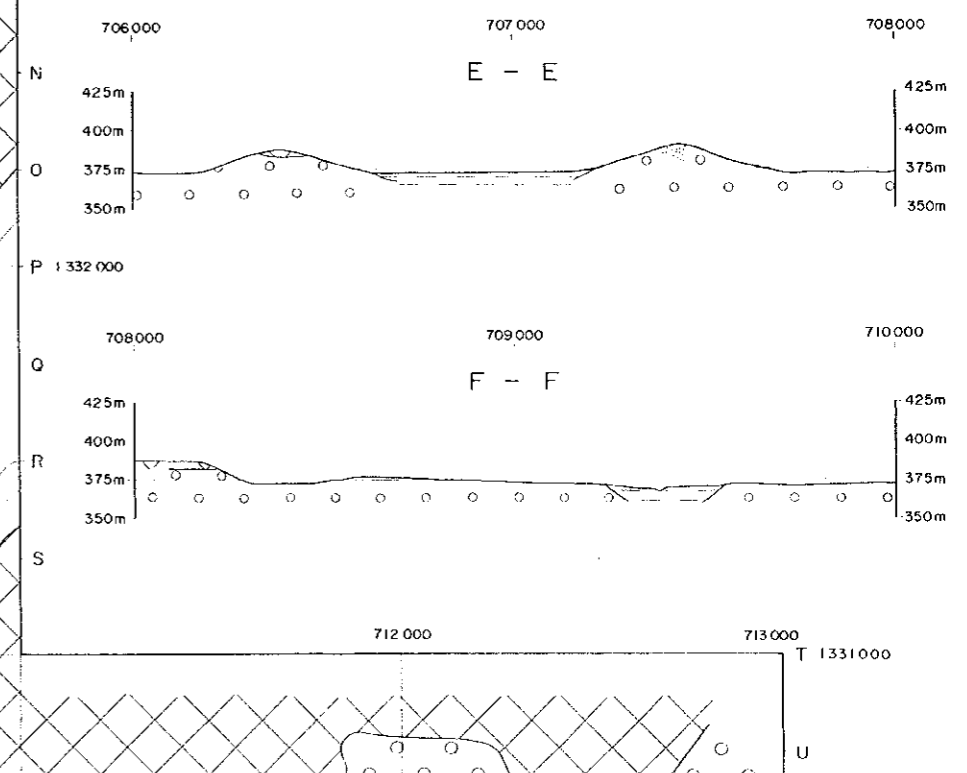 706000 707000 708000
N
E - E
425m 425m
400m 400m
O
375m 375m
350m 350m
P 1332000
708000 709000 710000
Q
F - F
425m 425m
400m 400m
R
375m 375m
350m 350m
S
712000 713000
T 1331000
U